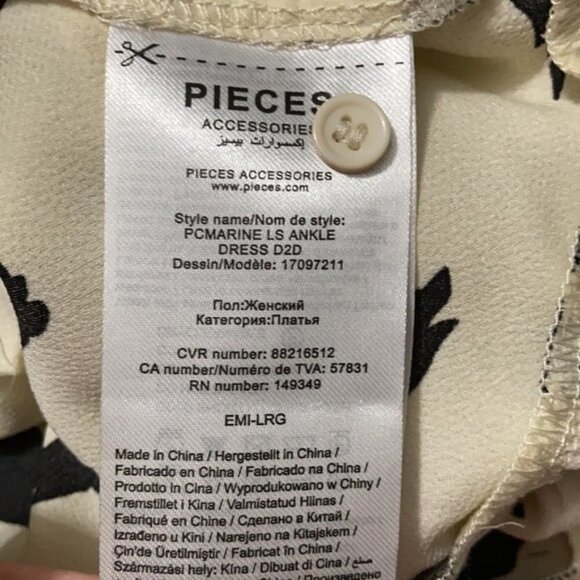 PIECES
ACCESSORIES
إكسسوارات بيسيز
PIECES ACCESSORIES
www.pieces.com
Style name/Nom de style:
PCMARINE LS ANKLE
DRESS D2D
Dessin/Modèle: 17097211
Пол:Женский
Категория:Платья
CVR number: 88216512
CA number/Numéro de TVA: 57831
RN number: 149349
EMI-LRG
Made in China / Hergestellt in China /
Fabricado en China / Fabricado na China /
Prodotto in Cina / Wyprodukowano w Chiny /
Fremstillet i Kina / Valmistatud Hiinas /
Fabriqué en Chine / Сделано в Китай /
Izrađeno u Kini / Narejeno na Kitajskem /
Çin'de Üretilmiştir / Fabricat în China /
Származási hely: Kína / Dibuat di Cina / صنع